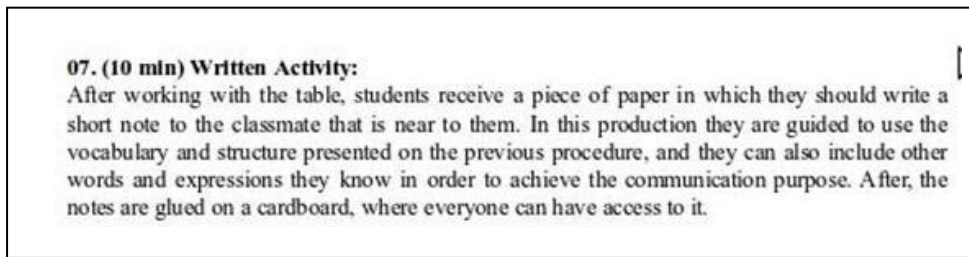 07. (10 min) Written Activity:
After working with the table, students receive a piece of paper in which they should write a
short note to the classmate that is near to them. In this production they are guided to use the
vocabulary and structure presented on the previous procedure, and they can also include other
words and expressions they know in order to achieve the communication purpose. After, the
notes are glued on a cardboard, where everyone can have access to it.